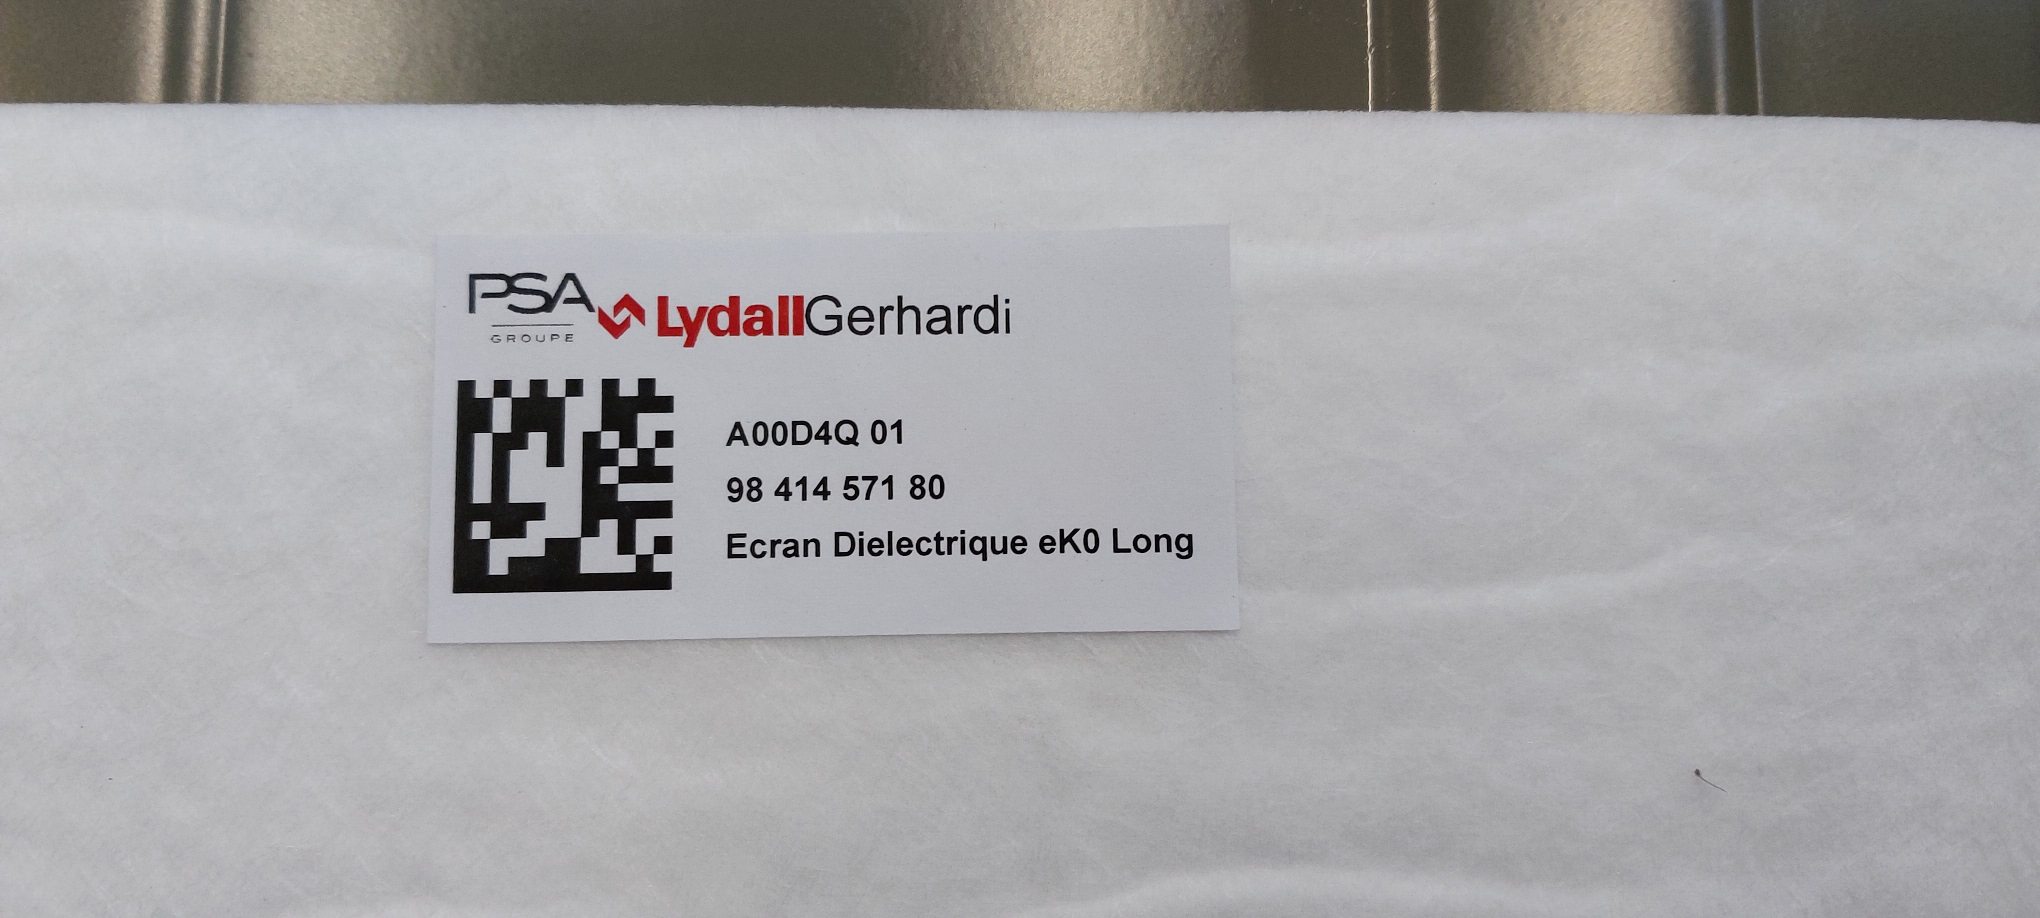 PSA
GROUPE
LydallGerhardi
A00D4Q 01
98 414 571 80
Ecran Dielectrique eK0 Long